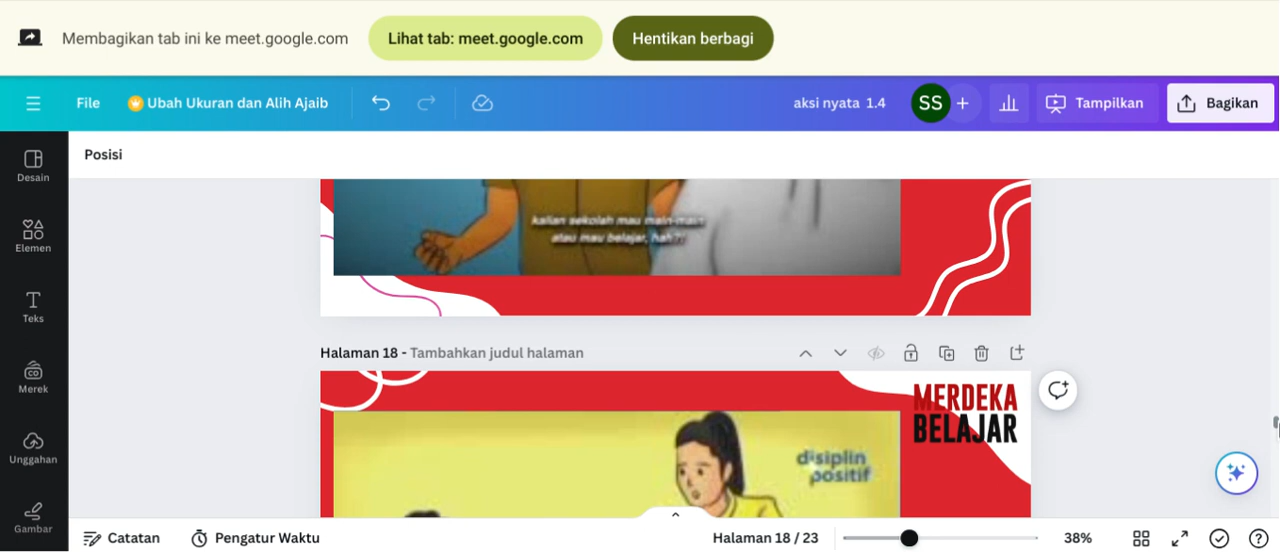 Membagikan tab ini ke meet.google.com
Lihat tab: meet.google.com
Hentikan berbagi
File
Ubah Ukuran dan Alih Ajaib
aksi nyata 1.4
SS
Tampilkan
Bagikan
Desain
Elemen
Teks
Merek
Unggahan
Gambar
Posisi
kalian sekolah mau main-main
atau mau belajar, hah?!
Halaman 18 - Tambahkan judul halaman
MERDEKA
BELAJAR
disiplin
positif
Catatan
Pengatur Waktu
Halaman 18 / 23
38%